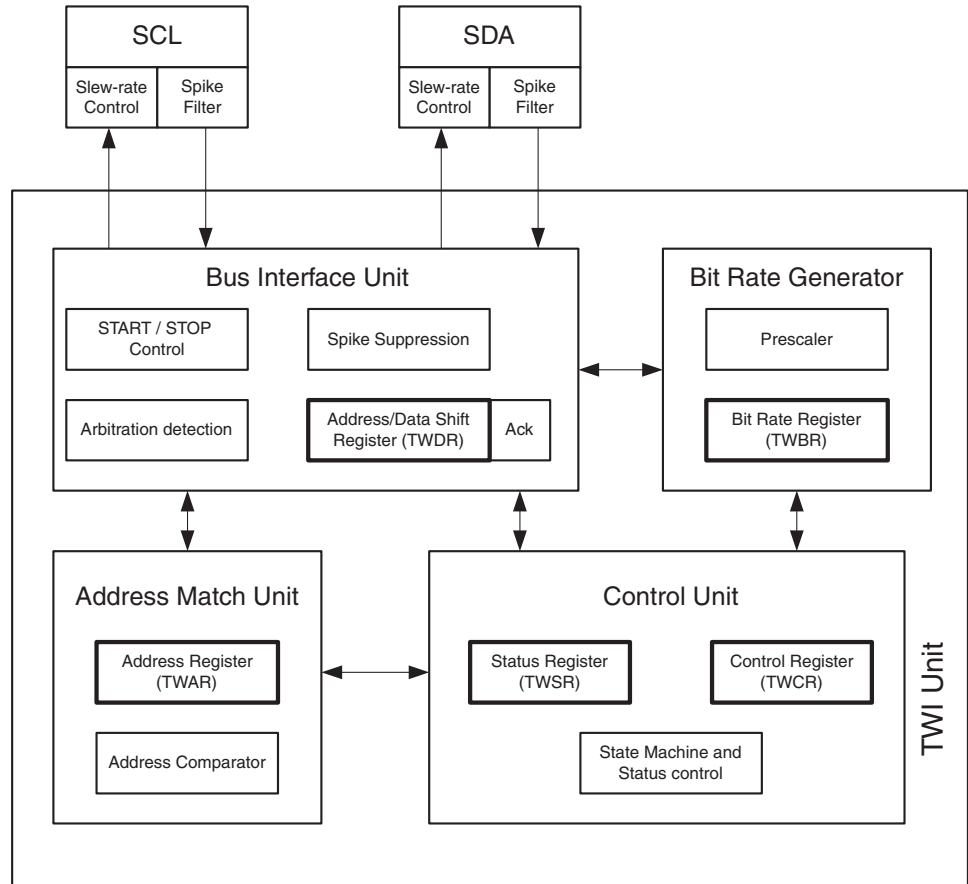 SCL
Slew-rate
Control
Spike
Filter
SDA
Slew-rate
Control
Spike
Filter
Bus Interface Unit
START / STOP
Control
Spike Suppression
Arbitration detection
Address/Data Shift
Register (TWDR)
Ack
Bit Rate Generator
Prescaler
Bit Rate Register
(TWBR)
Address Match Unit
Address Register
(TWAR)
Address Comparator
Control Unit
Status Register
(TWSR)
Control Register
(TWCR)
State Machine and
Status control
TWI Unit